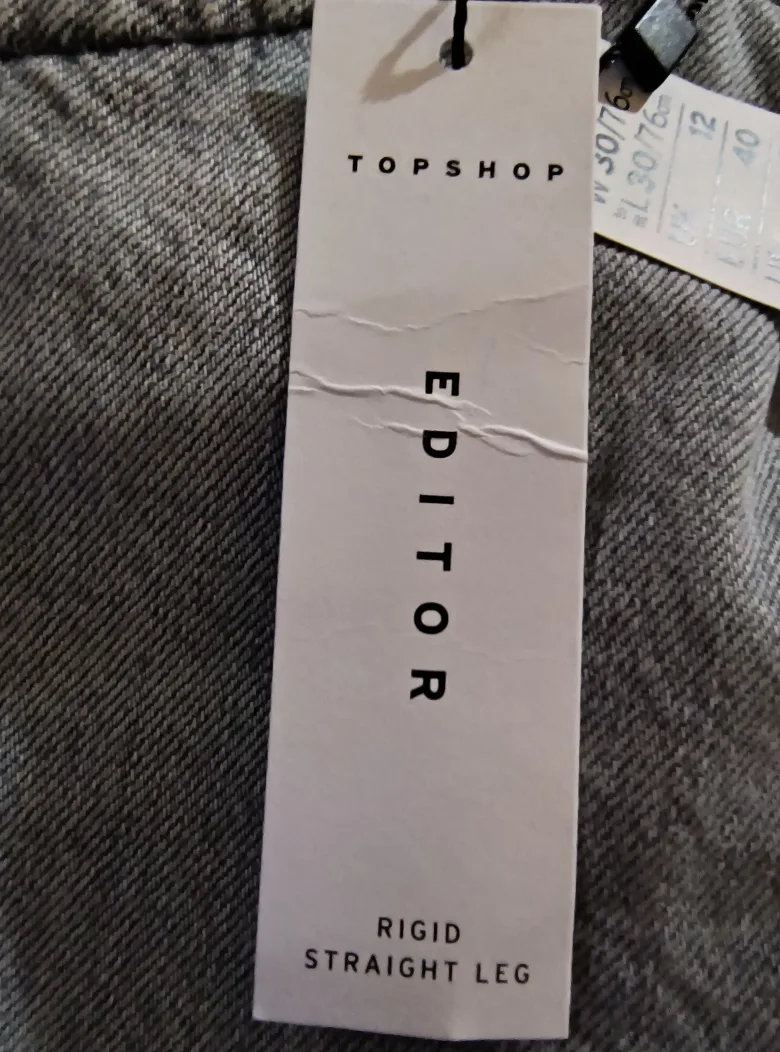 TOPSHOP
EDITOR
RIGID
STRAIGHT LEG
W 30/76cm
L 30/76cm
UK 12
EUR 40